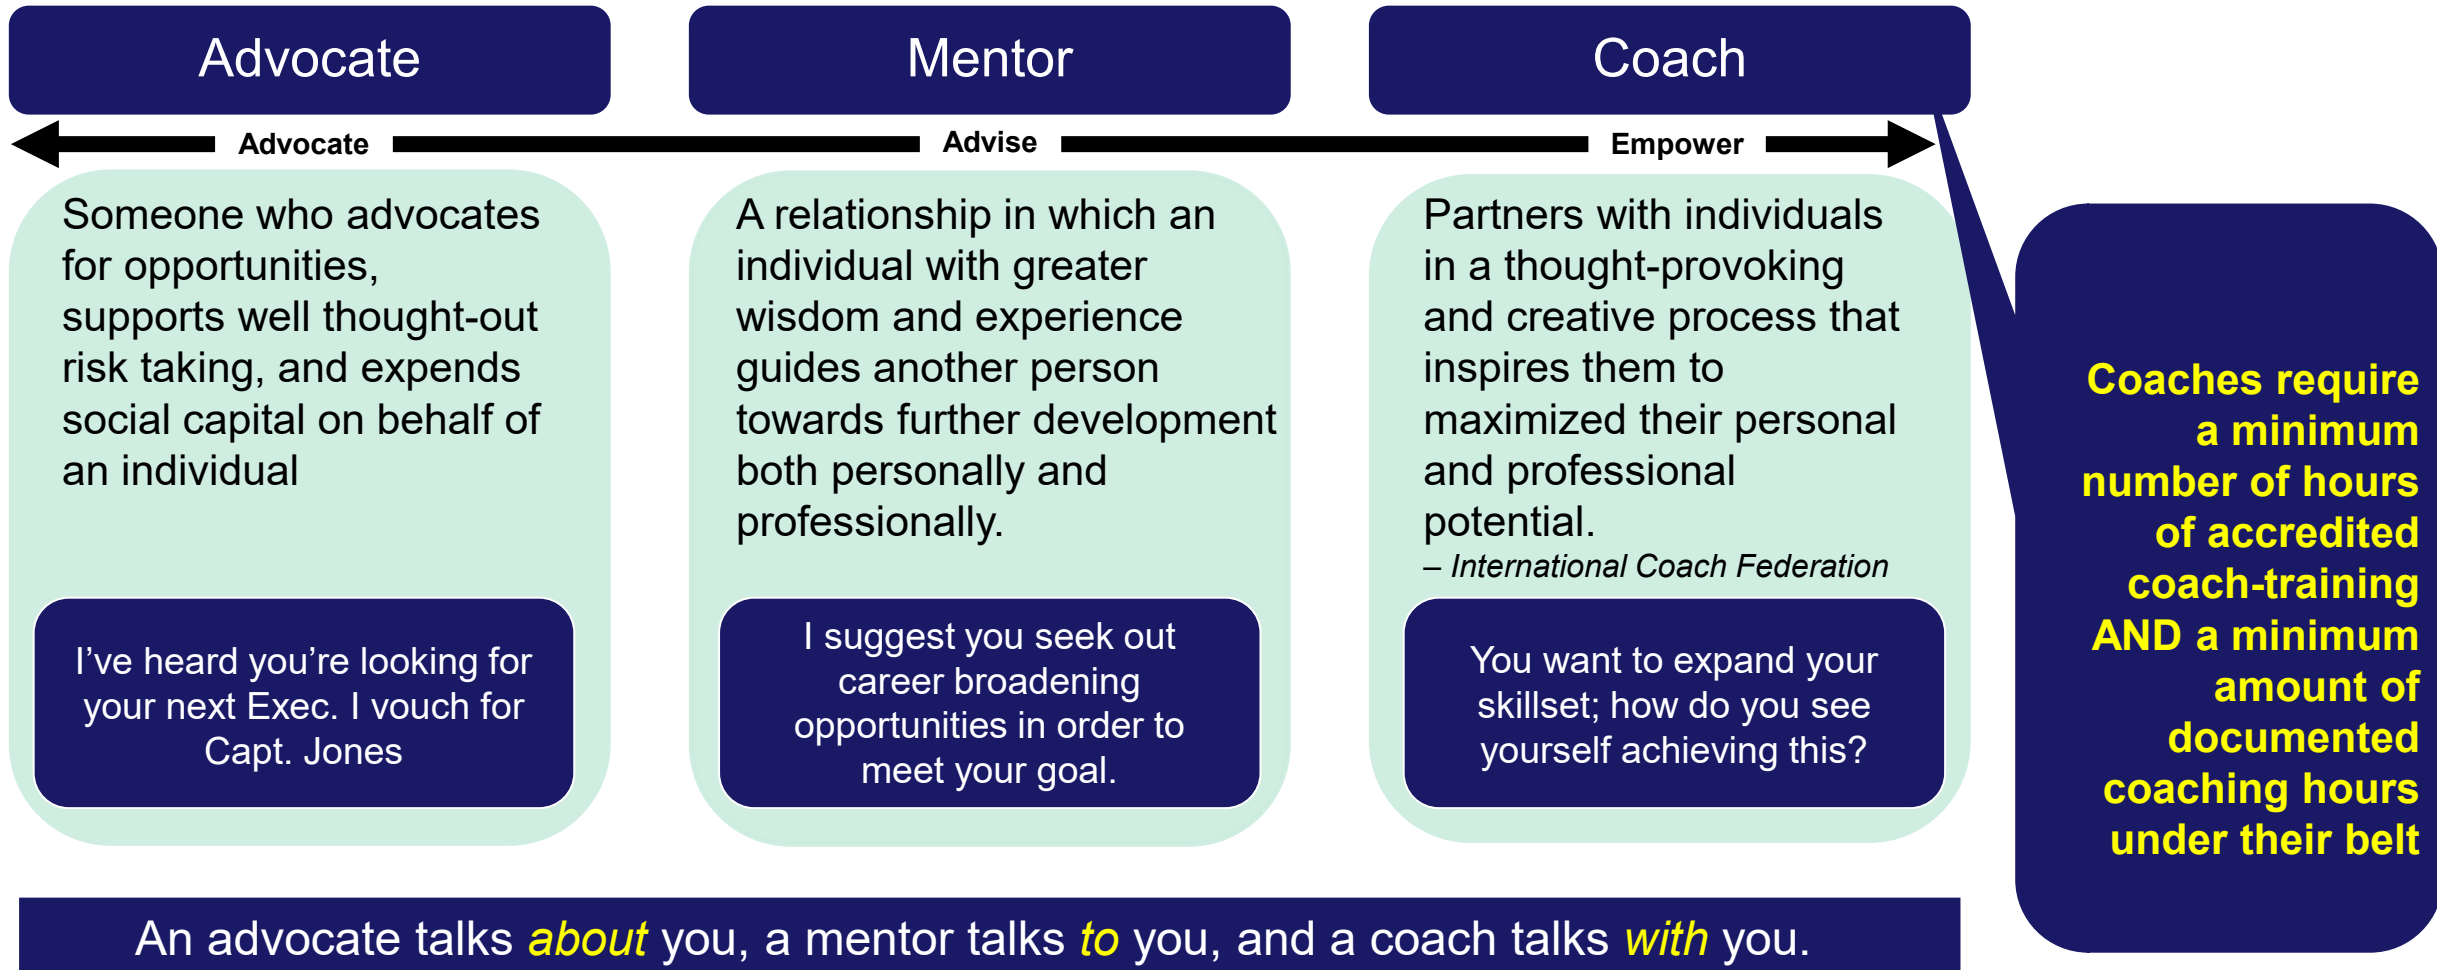 Advocate
Mentor
Coach
Advocate
Advise
Empower
Someone who advocates
for opportunities,
supports well thought-out
risk taking, and expends
social capital on behalf of
an individual
I've heard you're looking for
your next Exec. I vouch for
Capt. Jones
A relationship in which an
individual with greater
wisdom and experience
guides another person
towards further development
both personally and
professionally.
I suggest you seek out
career broadening
opportunities in order to
meet your goal.
Partners with individuals
in a thought-provoking
and creative process that
inspires them to
maximized their personal
and professional
potential.
– International Coach Federation
You want to expand your
skillset; how do you see
yourself achieving this?
Coaches require
a minimum
number of hours
of accredited
coach-training
AND a minimum
amount of
documented
coaching hours
under their belt
An advocate talks about you, a mentor talks to you, and a coach talks with you.